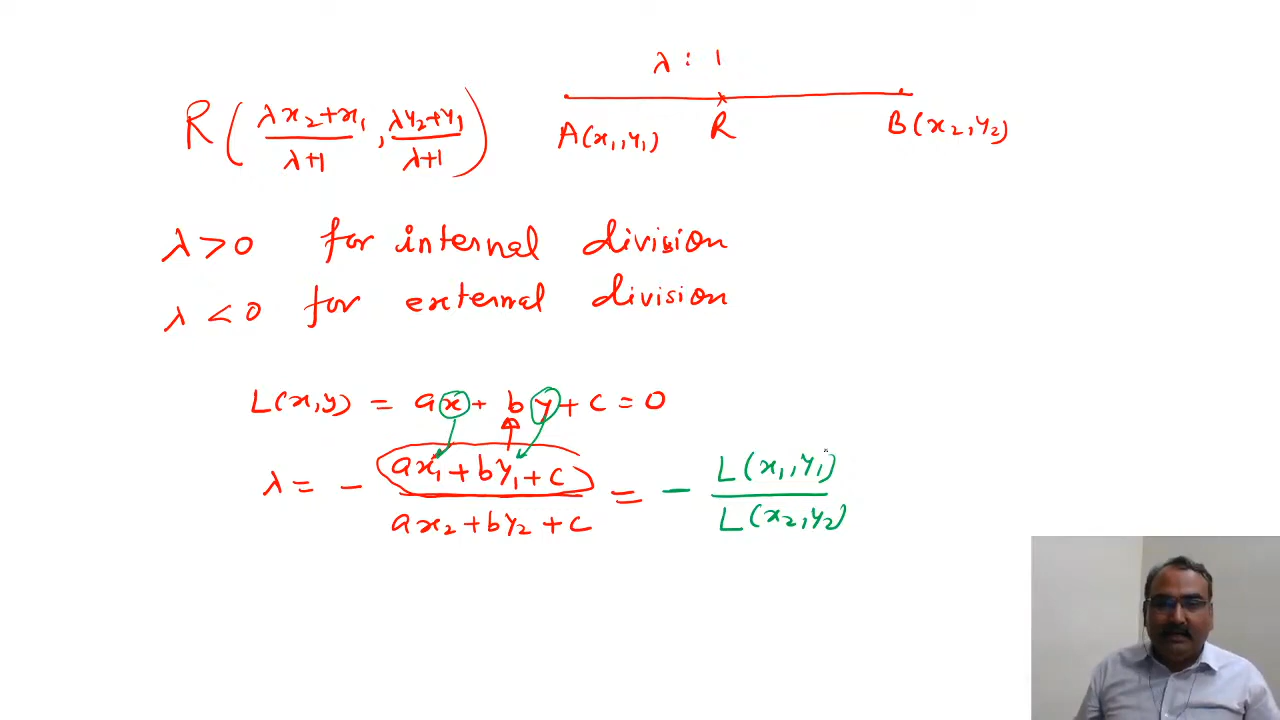 λ : 1
R ( (λx₂+x₁)/(λ+1) , (λy₂+y₁)/(λ+1) )
A(x₁,y₁) R B(x₂,y₂)
λ>0 for internal division
λ<0 for external division
L(x,y) = ax + by + c = 0
λ = - (ax₁+by₁+c)/(ax₂+by₂+c) = - L(x₁,y₁)/L(x₂,y₂)